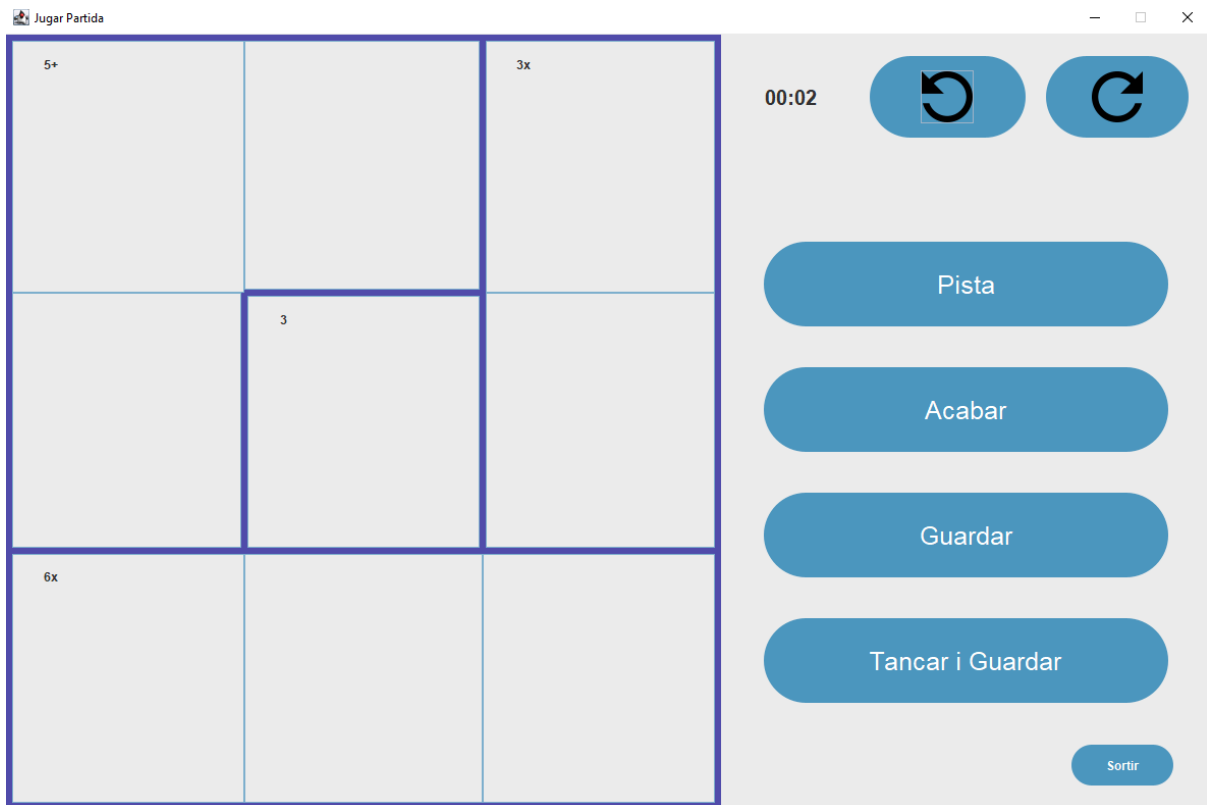 Jugar Partida
5+
3x
00:02
3
Pista
Acabar
Guardar
6x
Tancar i Guardar
Sortir